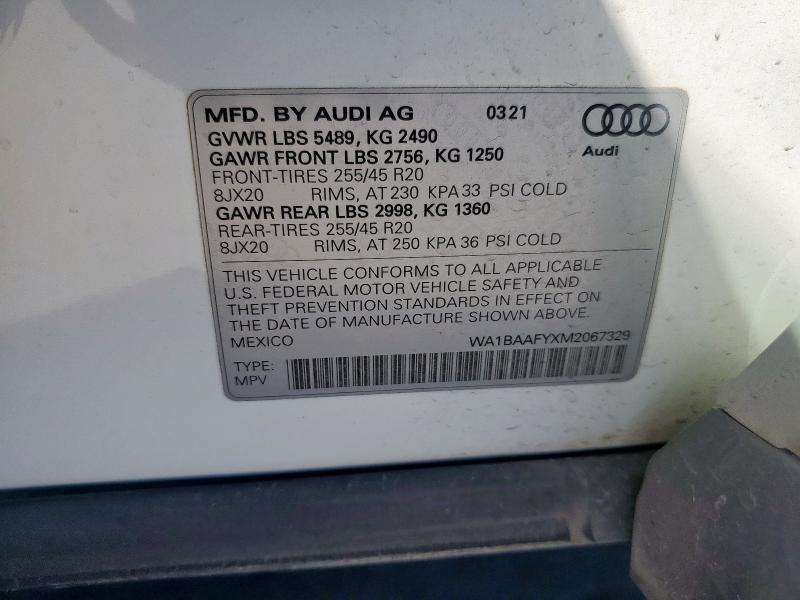 MFD. BY AUDI AG 03 21
GVWR LBS 5489, KG 2490
GAWR FRONT LBS 2756, KG 1250
FRONT-TIRES 255/45 R20
8JX20 RIMS, AT 230 KPA 33 PSI COLD
GAWR REAR LBS 2998, KG 1360
REAR-TIRES 255/45 R20
8JX20 RIMS, AT 250 KPA 36 PSI COLD
Audi
THIS VEHICLE CONFORMS TO ALL APPLICABLE
U.S. FEDERAL MOTOR VEHICLE SAFETY AND
THEFT PREVENTION STANDARDS IN EFFECT ON
THE DATE OF MANUFACTURE SHOWN ABOVE.
MEXICO WA1BAAFYXM2067329
TYPE:
MPV